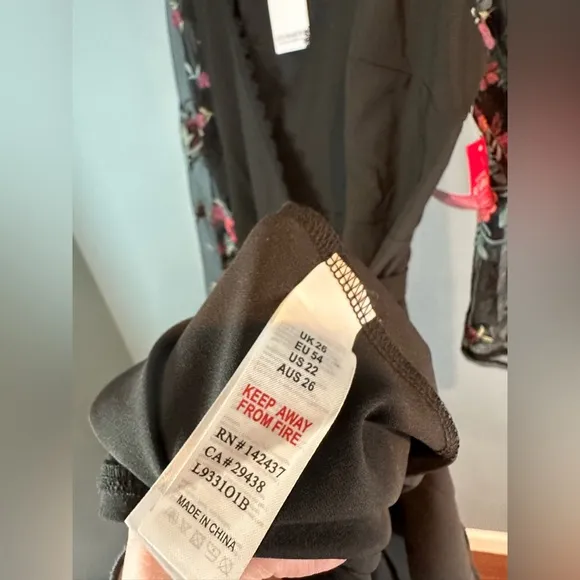 UK 26
EU 54
US 22
AUS 26
KEEP AWAY
FROM FIRE
RN# 142437
CA# 29438
L933101B
MADE IN CHINA